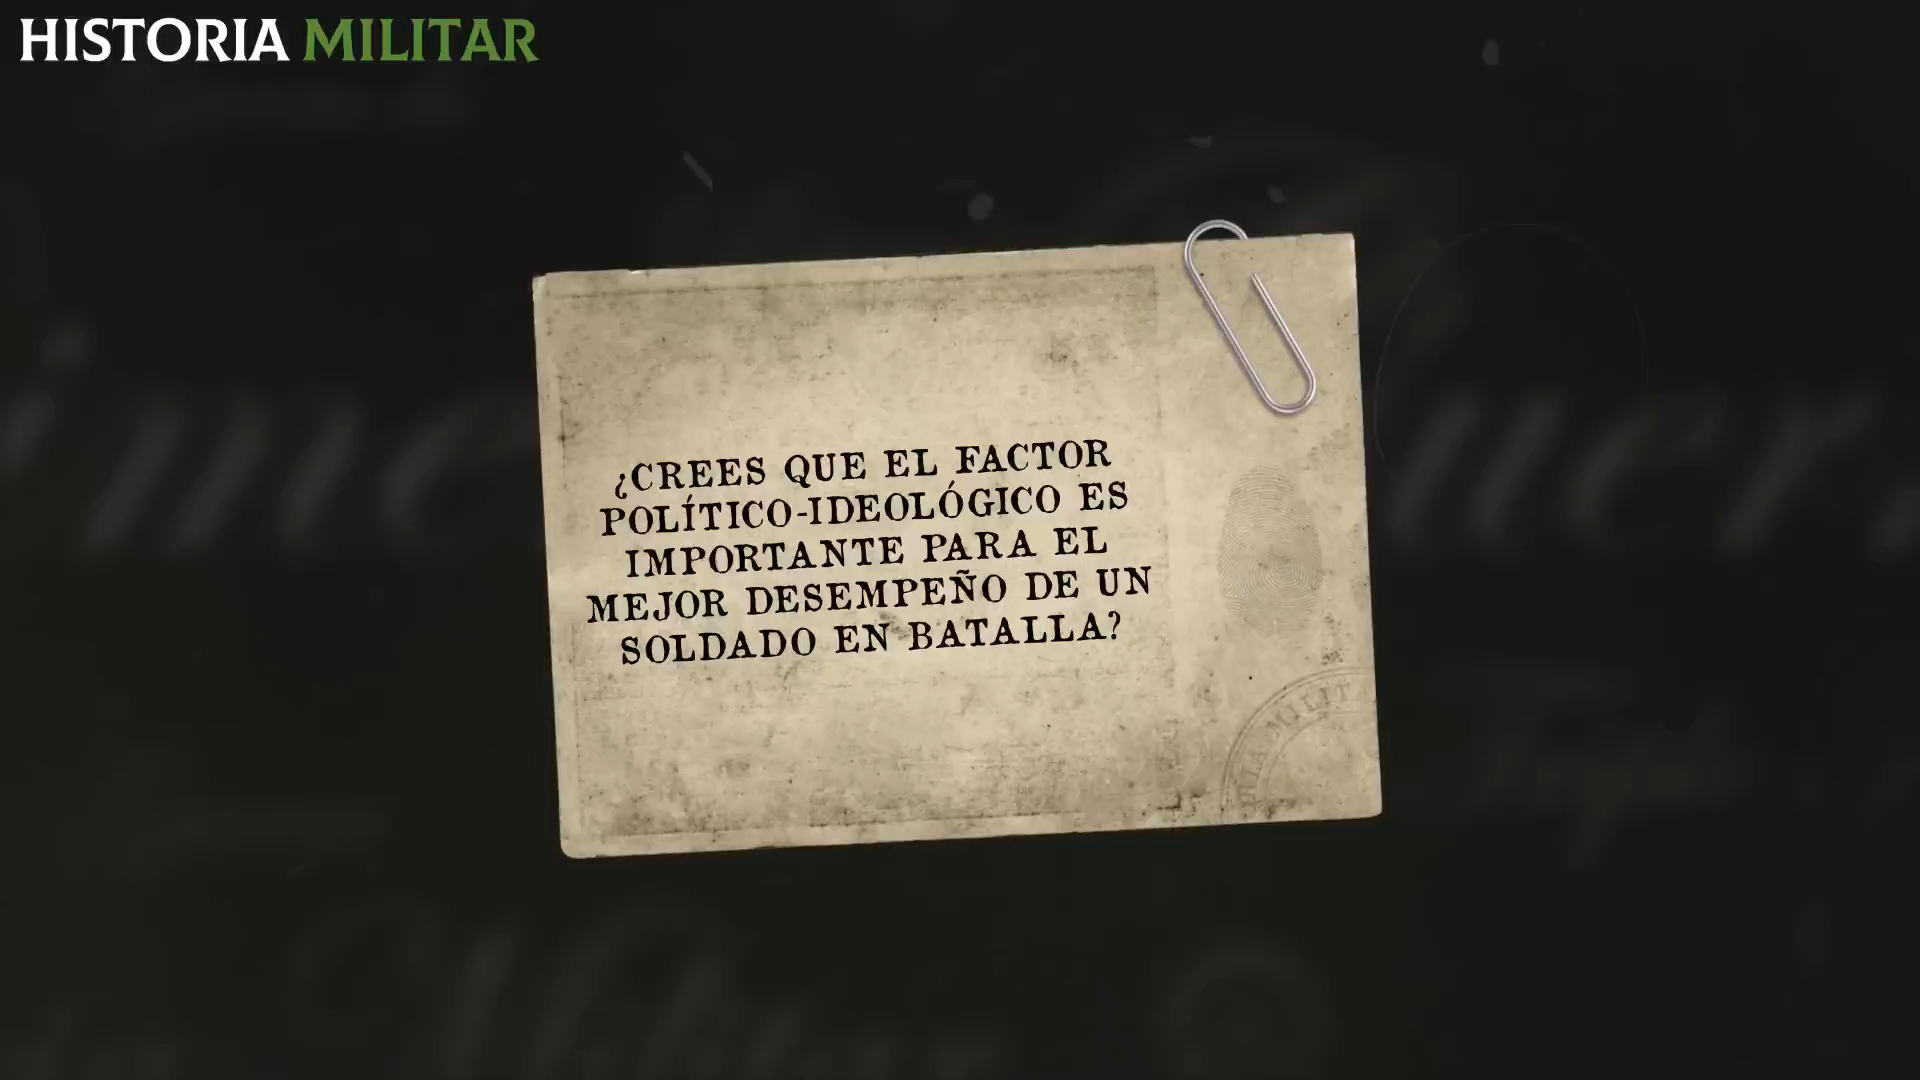 HISTORIA MILITAR
¿CREES QUE EL FACTOR
POLÍTICO-IDEOLÓGICO ES
IMPORTANTE PARA EL
MEJOR DESEMPEÑO DE UN
SOLDADO EN BATALLA?